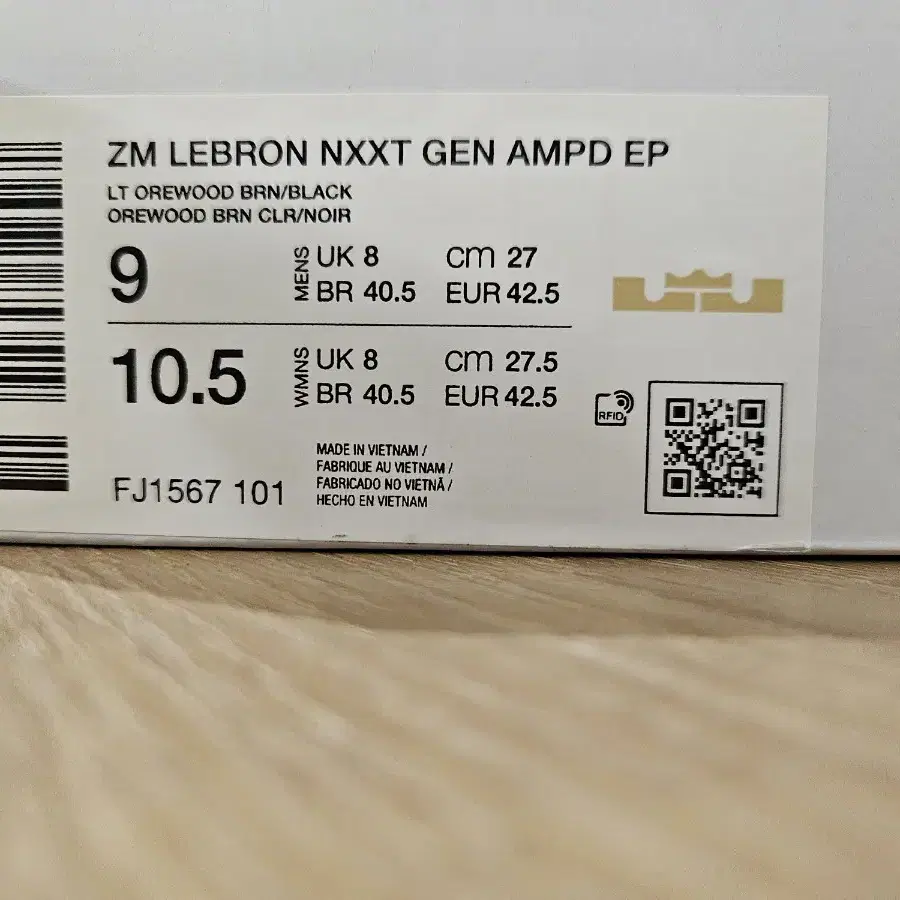 ZM LEBRON NXXT GEN AMPD EP
LT OREWOOD BRN/BLACK
OREWOOD BRN CLR/NOIR
9
MENS
UK 8 cm 27
BR 40.5 EUR 42.5
10.5
WMNS
UK 8 cm 27.5
BR 40.5 EUR 42.5
RFID
MADE IN VIETNAM /
FABRIQUE AU VIETNAM /
FABRICADO NO VIETNÃ /
HECHO EN VIETNAM
FJ1567 101